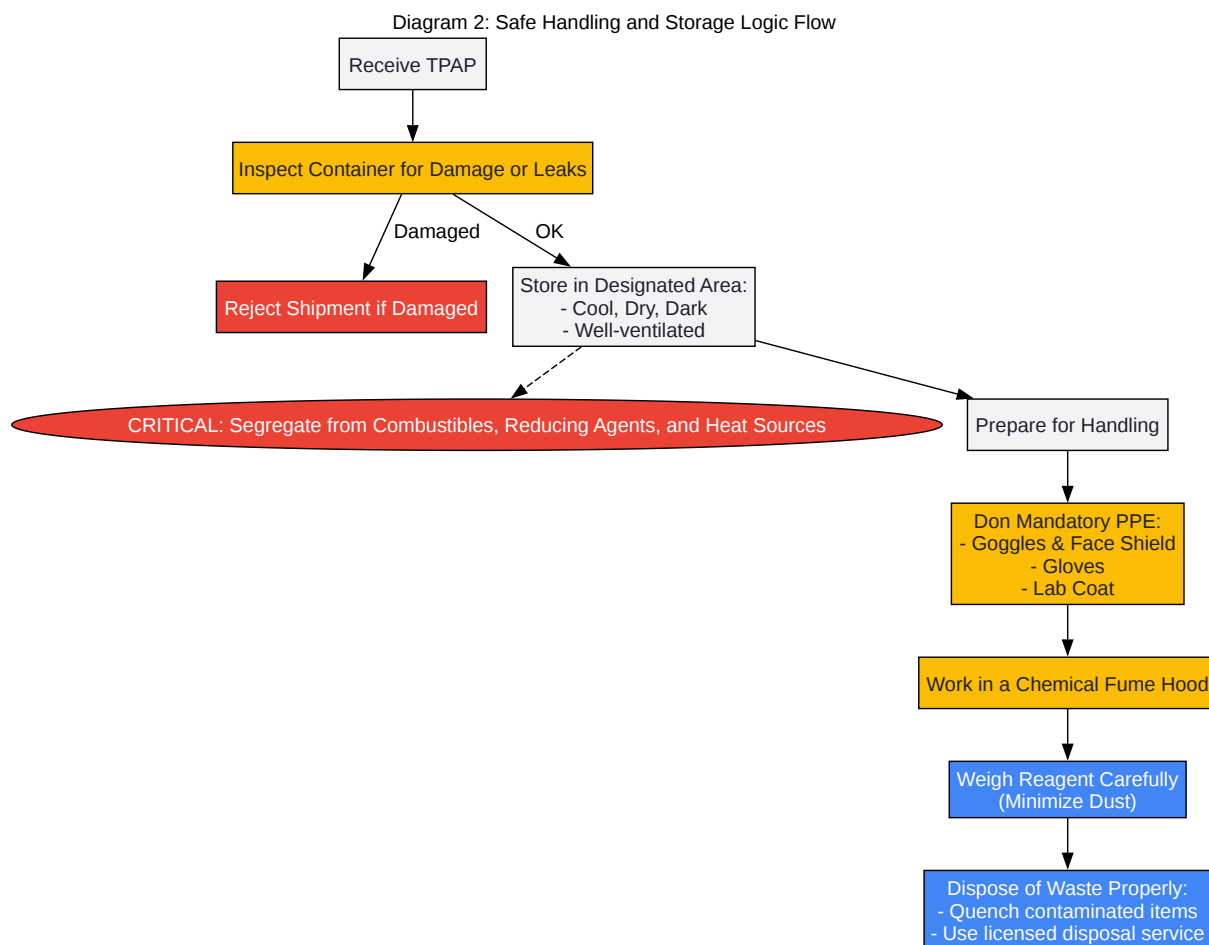 Diagram 2: Safe Handling and Storage Logic Flow
Receive TPAP
Inspect Container for Damage or Leaks
Damaged
OK
Reject Shipment if Damaged
Store in Designated Area:
- Cool, Dry, Dark
- Well-ventilated
CRITICAL: Segregate from Combustibles, Reducing Agents, and Heat Sources
Prepare for Handling
Don Mandatory PPE:
- Goggles & Face Shield
- Gloves
- Lab Coat
Work in a Chemical Fume Hood
Weigh Reagent Carefully
(Minimize Dust)
Dispose of Waste Properly:
- Quench contaminated items
- Use licensed disposal service